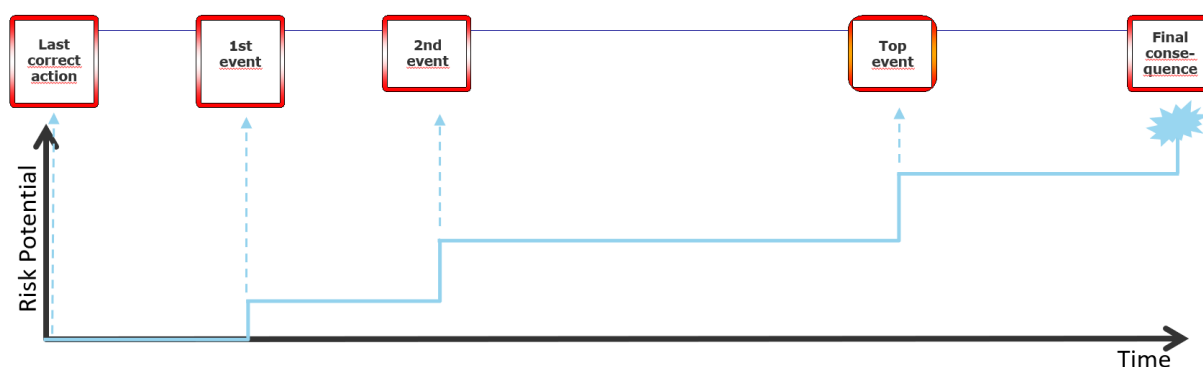 Last
correct
action
1st
event
2nd
event
Top
event
Final
conse-
quence
Risk Potential
Time